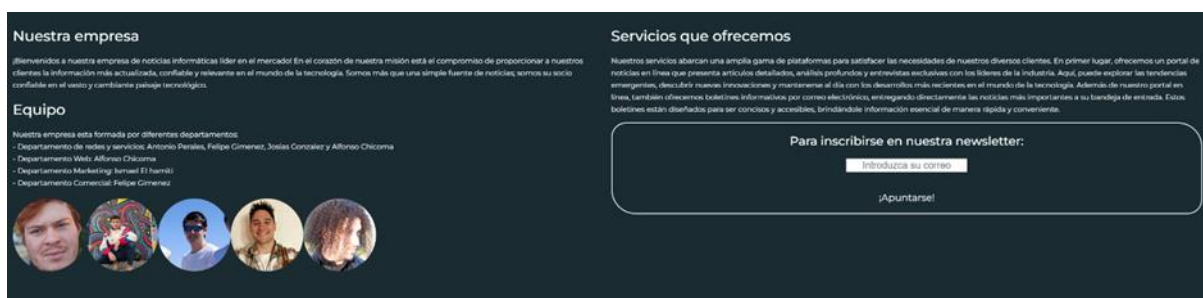 Nuestra empresa
¡Bienvenidos a nuestra empresa de noticias informáticas líder en el mercado! En el corazón de nuestra misión está el compromiso de proporcionar a nuestros
clientes la información más actualizada, confiable y relevante en el mundo de la tecnología. Somos más que una simple fuente de noticias; somos su socio
confiable en el vasto y cambiante paisaje tecnológico.
Equipo
Nuestra empresa esta formada por diferentes departamentos:
- Departamento de redes y servicios: Antonio Perales, Felipe Gimenez, Josias Gonzalez y Alfonso Chicoma
- Departamento Web: Alfonso Chicoma
- Departamento Marketing: Ismael El hamiti
- Departamento Comercial: Felipe Gimenez
Servicios que ofrecemos
Nuestros servicios abarcan una amplia gama de plataformas para satisfacer las necesidades de nuestros diversos clientes. En primer lugar, ofrecemos un portal de
noticias en línea que presenta artículos detallados, análisis profundos y entrevistas exclusivas con los líderes de la industria. Aquí, puede explorar las tendencias
emergentes, descubrir nuevas innovaciones y mantenerse al día con los desarrollos más recientes en el mundo de la tecnología. Además de nuestro portal en
línea, también ofrecemos boletines informativos por correo electrónico, entregando directamente las noticias más importantes a su bandeja de entrada. Estos
boletines están diseñados para ser concisos y accesibles, brindándole información esencial de manera rápida y conveniente.
Para inscribirse en nuestra newsletter:
Introduzca su correo
¡Apuntarse!